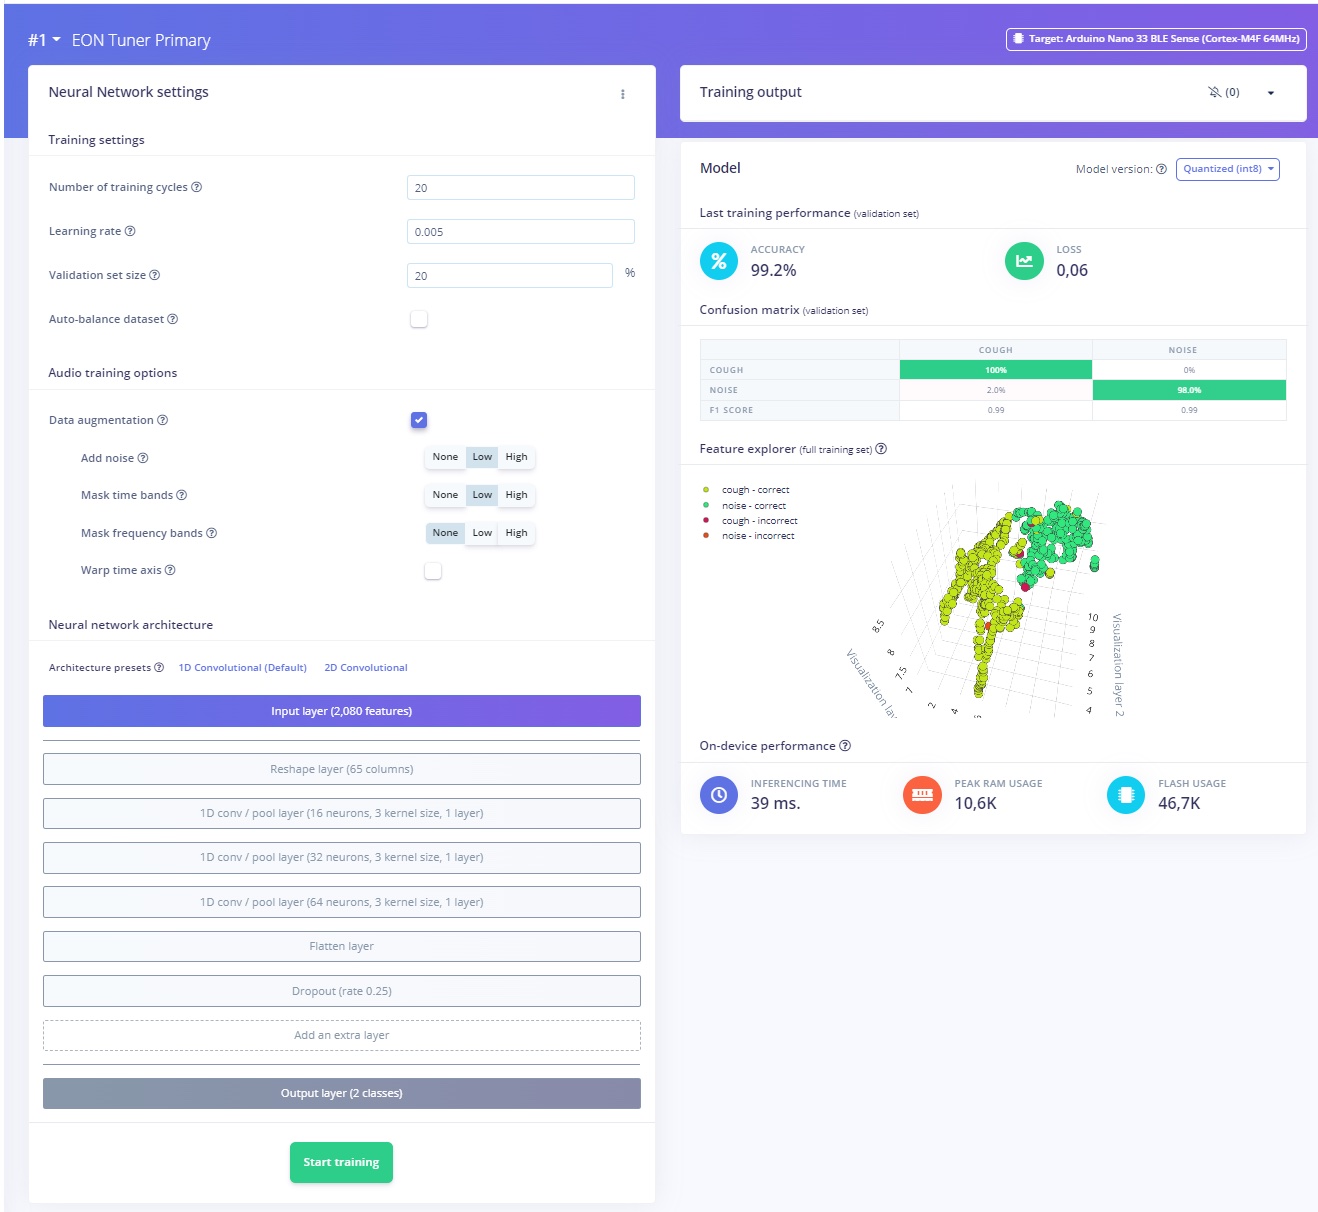 #1 EON Tuner Primary
Target: Arduino Nano 33 BLE Sense (Cortex-M4F 64MHz)
Neural Network settings
Training settings
Number of training cycles
20
Learning rate
0.005
Validation set size
20 %
Auto-balance dataset
Audio training options
Data augmentation
Add noise
None Low High
Mask time bands
None Low High
Mask frequency bands
None Low High
Warp time axis
Neural network architecture
Architecture presets 1D Convolutional (Default) 2D Convolutional
Input layer (2,080 features)
Reshape layer (65 columns)
1D conv / pool layer (16 neurons, 3 kernel size, 1 layer)
1D conv / pool layer (32 neurons, 3 kernel size, 1 layer)
1D conv / pool layer (64 neurons, 3 kernel size, 1 layer)
Flatten layer
Dropout (rate 0.25)
Add an extra layer
Output layer (2 classes)
Start training
Training output
(0)
Model
Model version: Quantized (int8)
Last training performance (validation set)
ACCURACY
99.2%
LOSS
0,06
Confusion matrix (validation set)
COUGH NOISE
COUGH 100% 0%
NOISE 2.0% 98.0%
F1 SCORE 0.99 0.99
Feature explorer (full training set)
cough - correct
noise - correct
cough - incorrect
noise - incorrect
8.5
8
7.5
7
Visualization
2
4
10
9
8
7
6
5
4
Visualization layer 2
On-device performance
INFERENCING TIME
39 ms.
PEAK RAM USAGE
10,6K
FLASH USAGE
46,7K